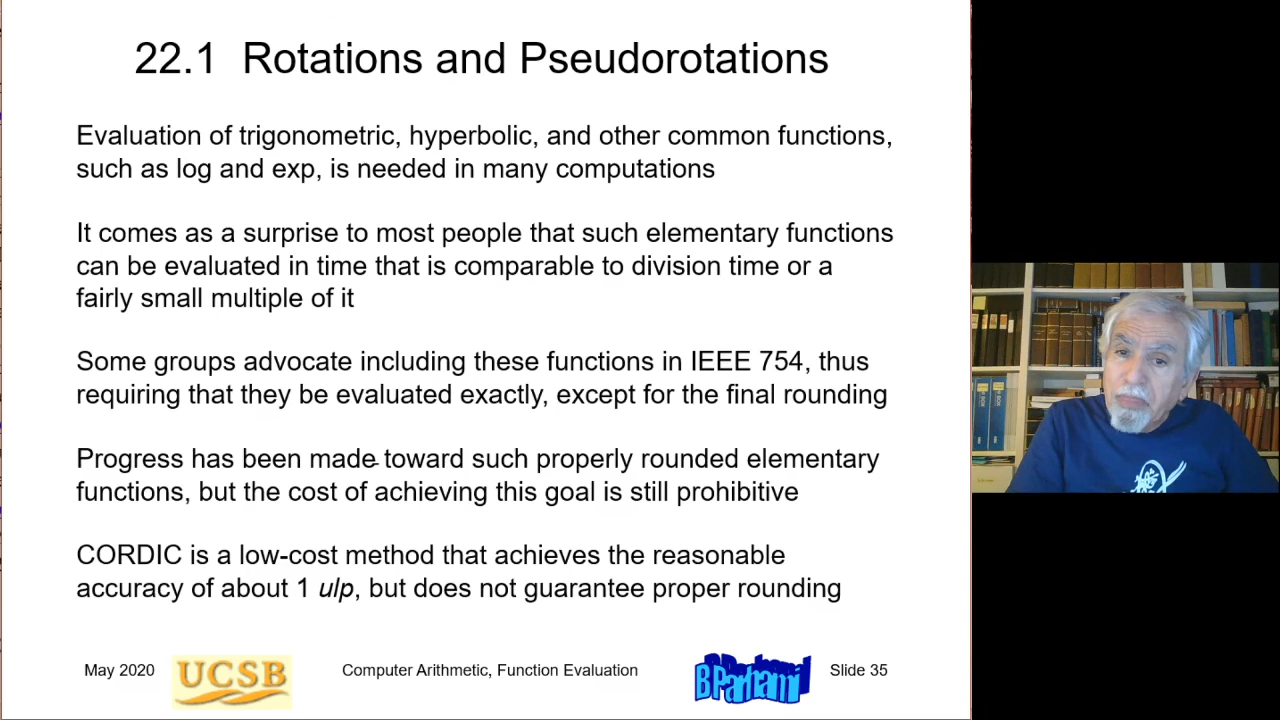 22.1 Rotations and Pseudorotations
Evaluation of trigonometric, hyperbolic, and other common functions,
such as log and exp, is needed in many computations
It comes as a surprise to most people that such elementary functions
can be evaluated in time that is comparable to division time or a
fairly small multiple of it
Some groups advocate including these functions in IEEE 754, thus
requiring that they be evaluated exactly, except for the final rounding
Progress has been made toward such properly rounded elementary
functions, but the cost of achieving this goal is still prohibitive
CORDIC is a low-cost method that achieves the reasonable
accuracy of about 1 ulp, but does not guarantee proper rounding
May 2020
UCSB
Computer Arithmetic, Function Evaluation
B Parhami
Slide 35